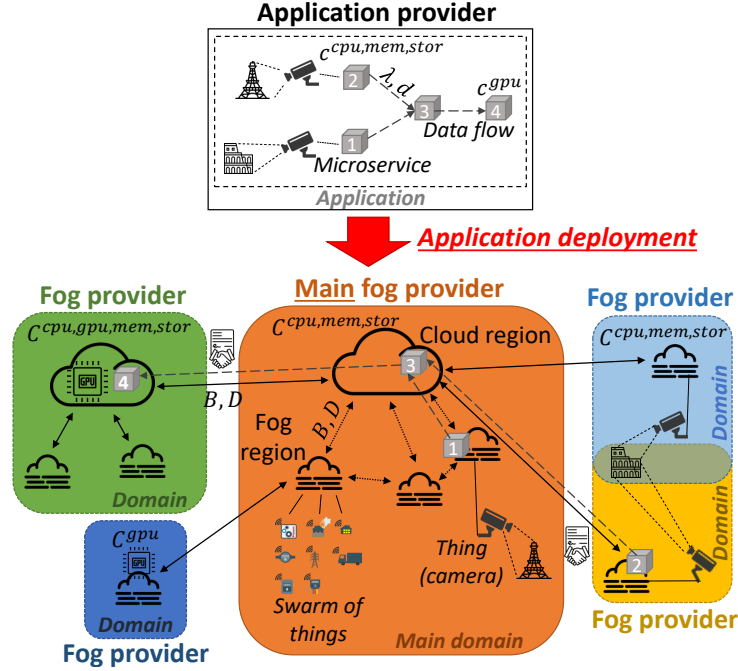 Application provider
c^{cpu,mem,stor}
2
λ, d
c^{gpu}
3
4
Data flow
1
Microservice
Application
Application deployment
Fog provider
Main fog provider
Fog provider
C^{cpu,gpu,mem,stor}
C^{cpu,mem,stor}
C^{cpu,mem,stor}
Cloud region
GPU
4
3
B, D
B, D
Fog
region
1
Domain
Domain
Domain
C^{gpu}
GPU
Thing
(camera)
2
Swarm of
things
Domain
Main domain
Fog provider
Fog provider